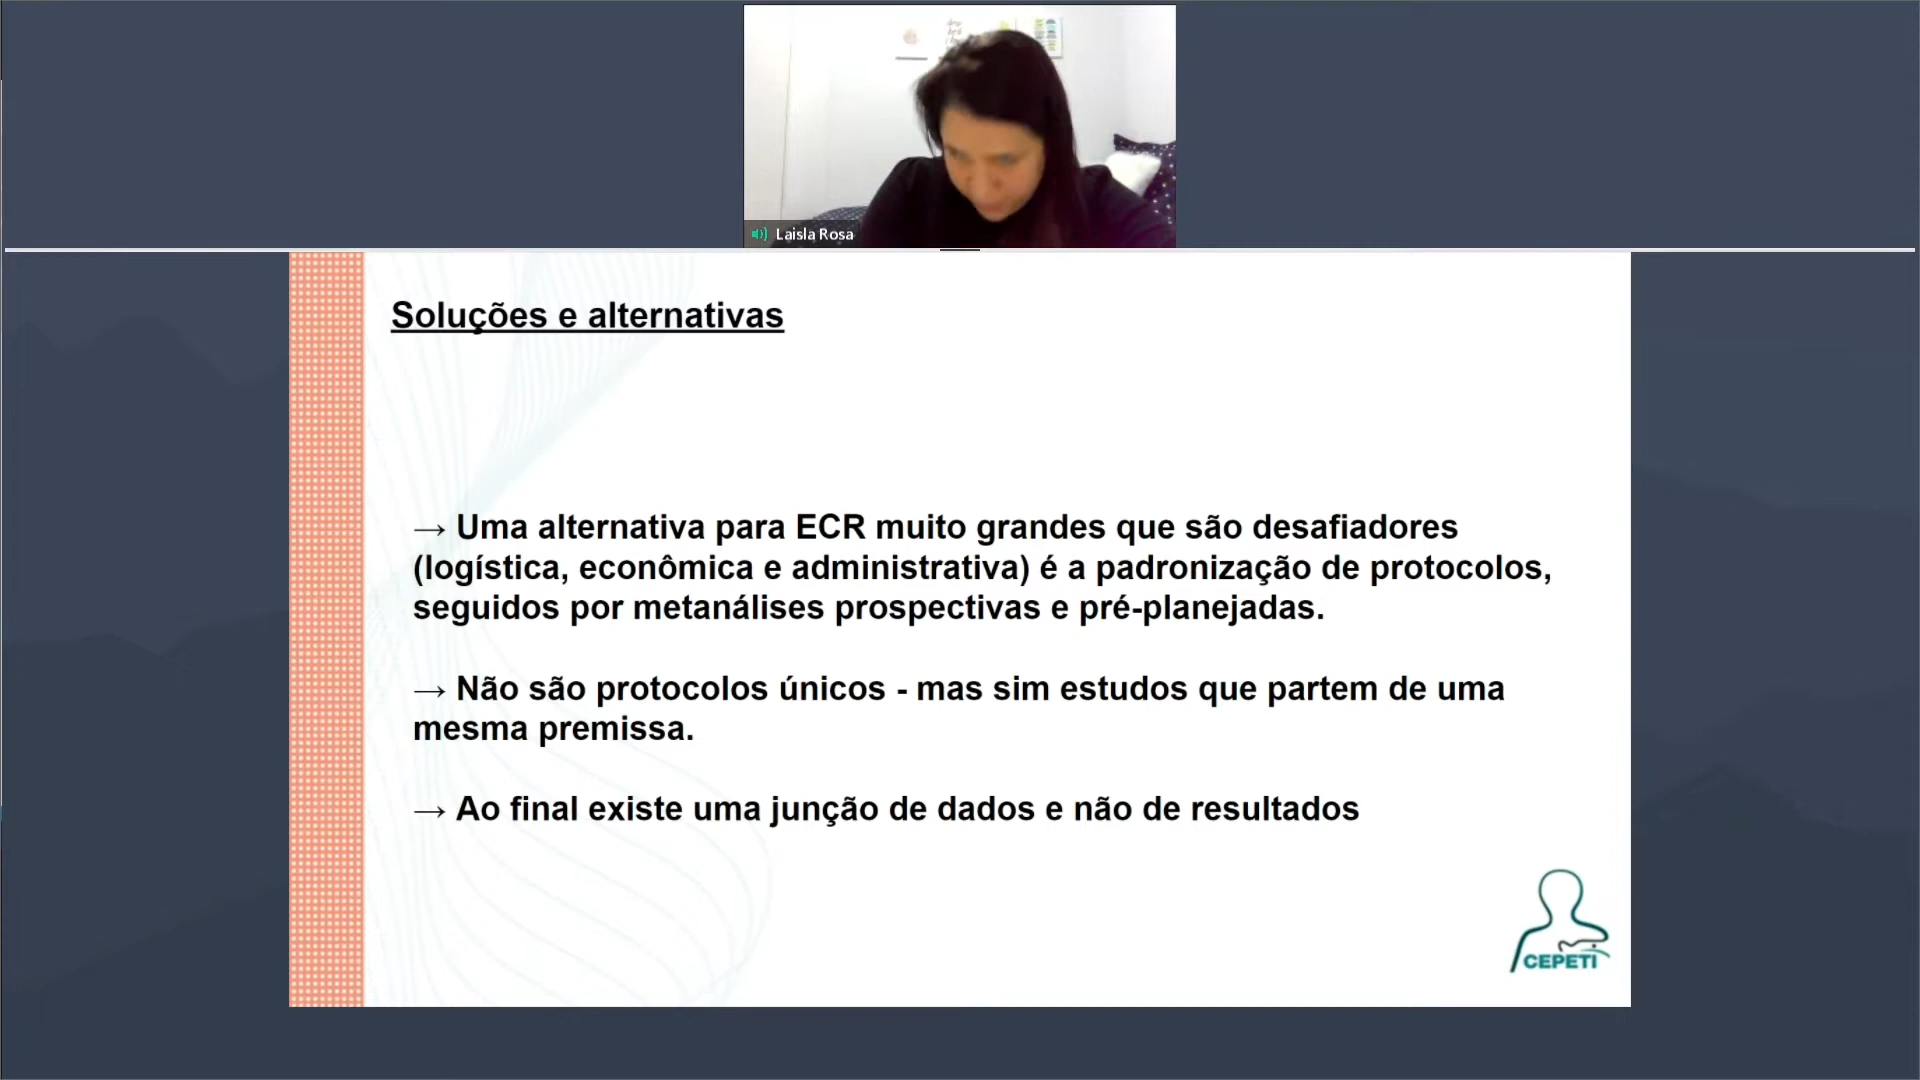 Laisla Rosa
Soluções e alternativas
→ Uma alternativa para ECR muito grandes que são desafiadores
(logística, econômica e administrativa) é a padronização de protocolos,
seguidos por metanálises prospectivas e pré-planejadas.
→ Não são protocolos únicos - mas sim estudos que partem de uma
mesma premissa.
→ Ao final existe uma junção de dados e não de resultados
CEPETI